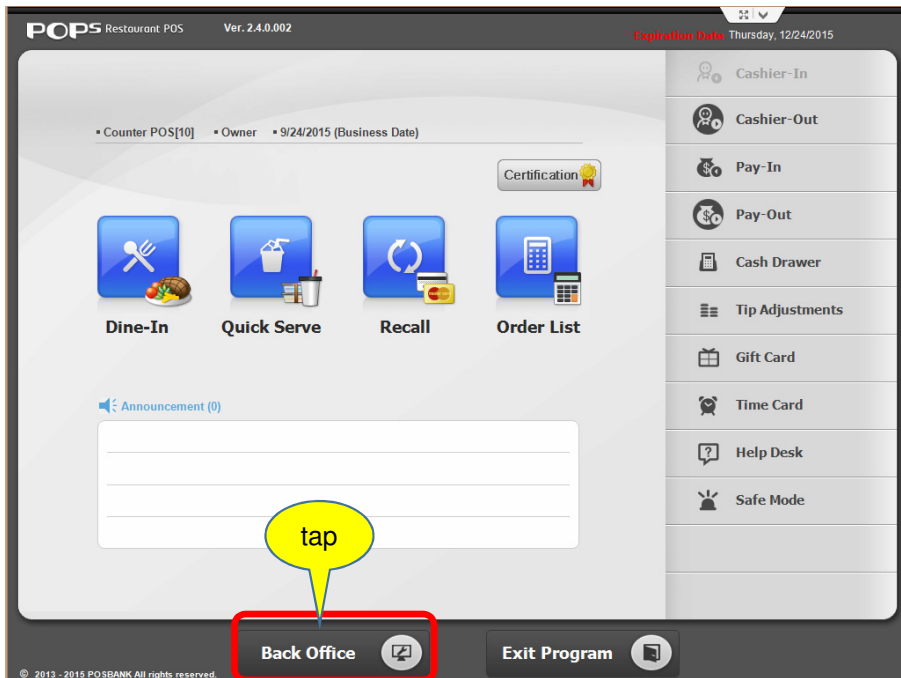 POPS Restaurant POS Ver. 2.4.0.002
Expiration Date Thursday, 12/24/2015
Counter POS[10] Owner 9/24/2015 (Business Date)
Certification
Dine-In Quick Serve Recall Order List
Announcement (0)
Cashier-In
Cashier-Out
Pay-In
Pay-Out
Cash Drawer
Tip Adjustments
Gift Card
Time Card
Help Desk
Safe Mode
tap
Back Office Exit Program
© 2013 - 2015 POSBANK All rights reserved.